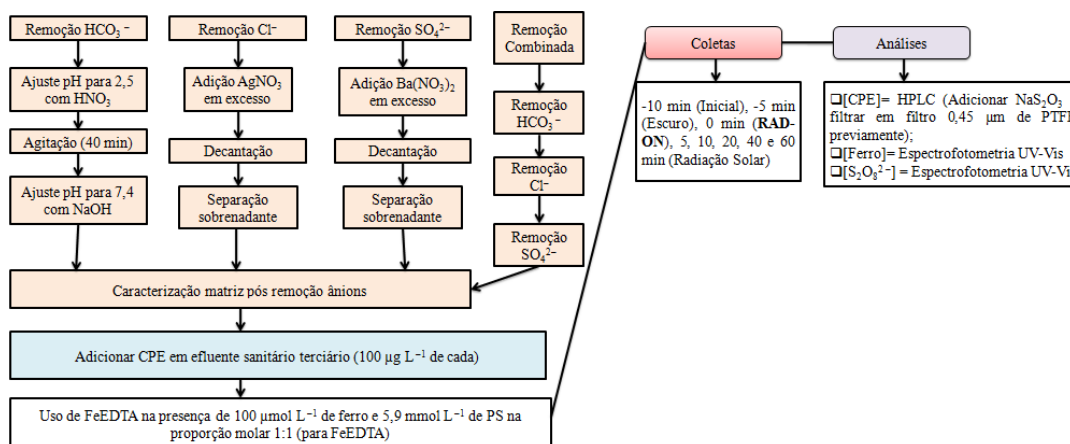 Remoção HCO₃⁻
Ajuste pH para 2,5
com HNO₃
Agitação (40 min)
Ajuste pH para 7,4
com NaOH
Remoção Cl⁻
Adição AgNO₃
em excesso
Decantação
Separação
sobrenadante
Remoção SO₄²⁻
Adição Ba(NO₃)₂
em excesso
Decantação
Separação
sobrenadante
Remoção
Combinada
Remoção
HCO₃⁻
Remoção
Cl⁻
Remoção
SO₄²⁻
Caracterização matriz pós remoção ânions
Adicionar CPE em efluente sanitário terciário (100 µg L⁻¹ de cada)
Uso de FeEDTA na presença de 100 µmol L⁻¹ de ferro e 5,9 mmol L⁻¹ de PS na
proporção molar 1:1 (para FeEDTA)
Coletas
-10 min (Inicial), -5 min
(Escuro), 0 min (RAD-
ON), 5, 10, 20, 40 e 60
min (Radiação Solar)
Análises
❑[CPE]= HPLC (Adicionar NaS₂O₃
filtrar em filtro 0,45 µm de PTFE
previamente);
❑[Ferro]= Espectrofotometria UV-Vis
❑[S₂O₈²⁻] = Espectrofotometria UV-Vis